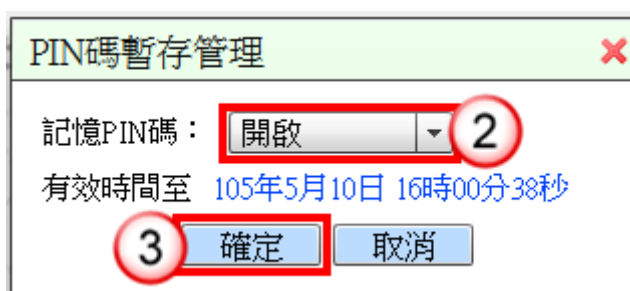 PIN碼暫存管理
記憶PIN碼： 開啟 2
有效時間至 105年5月10日 16時00分38秒
3 確定 取消